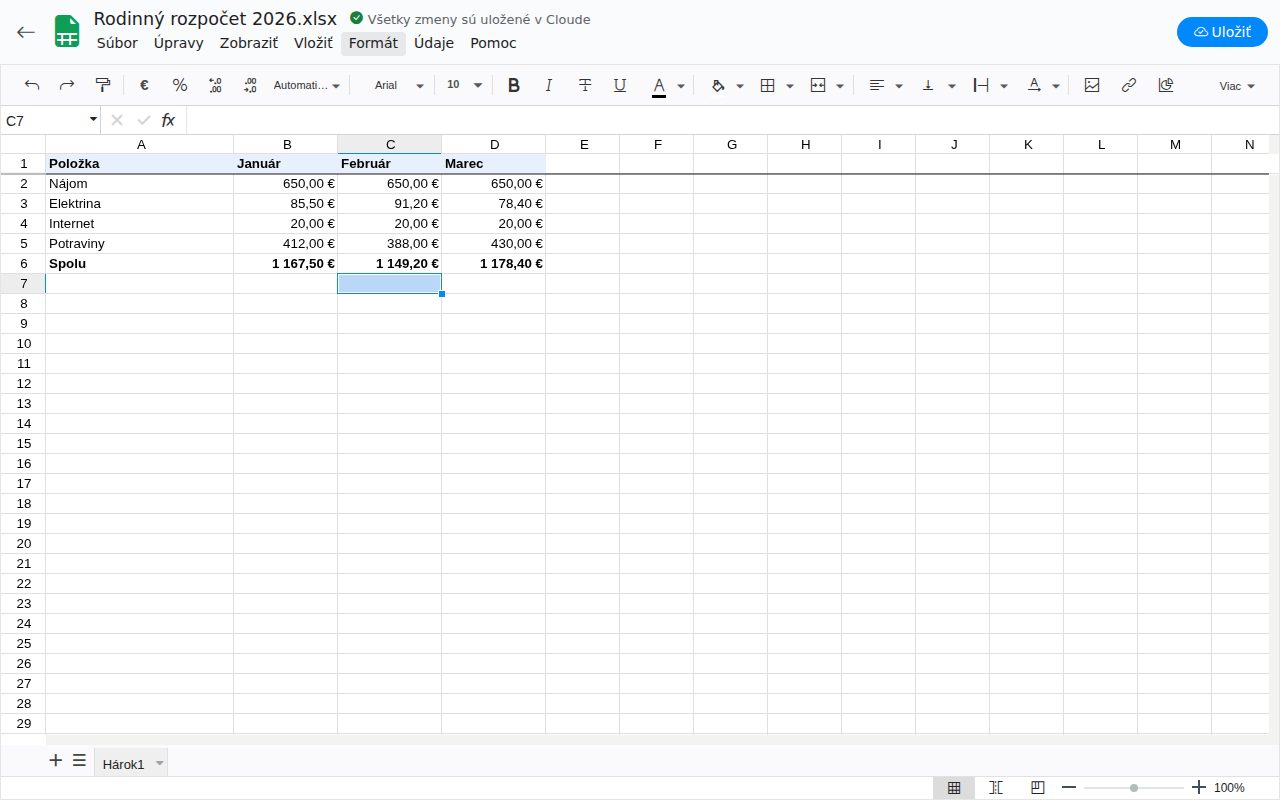 Rodinný rozpočet 2026.xlsx Všetky zmeny sú uložené v Cloude
Súbor Úpravy Zobraziť Vložiť Formát Údaje Pomoc
Uložiť
€ % ,0 ,00 ,00 ,0 Automati... Arial 10 B I T U A A Viac
C7 fx
A B C D E F G H I J K L M N
1 Položka Január Február Marec
2 Nájom 650,00 € 650,00 € 650,00 €
3 Elektrina 85,50 € 91,20 € 78,40 €
4 Internet 20,00 € 20,00 € 20,00 €
5 Potraviny 412,00 € 388,00 € 430,00 €
6 Spolu 1 167,50 € 1 149,20 € 1 178,40 €
7
8
9
10
11
12
13
14
15
16
17
18
19
20
21
22
23
24
25
26
27
28
29
Hárok1
100%